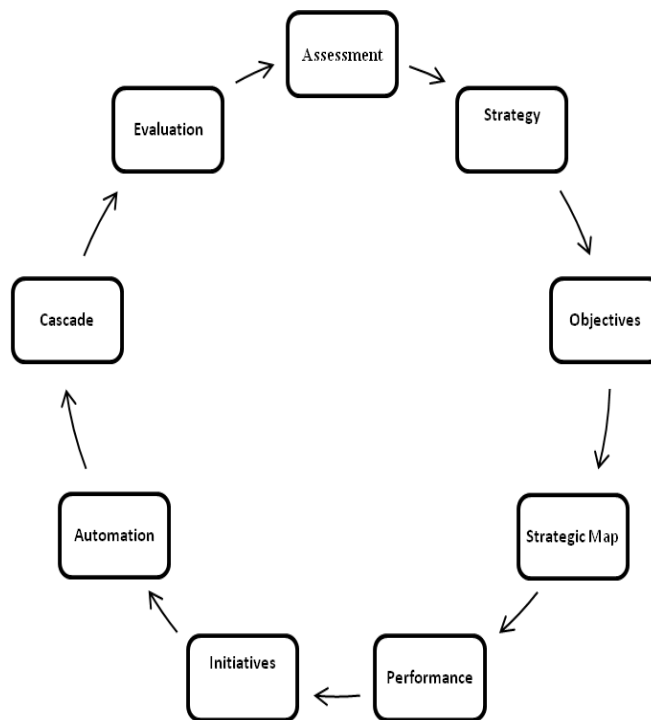 Assessment
Strategy
Objectives
Strategic Map
Performance
Initiatives
Automation
Cascade
Evaluation